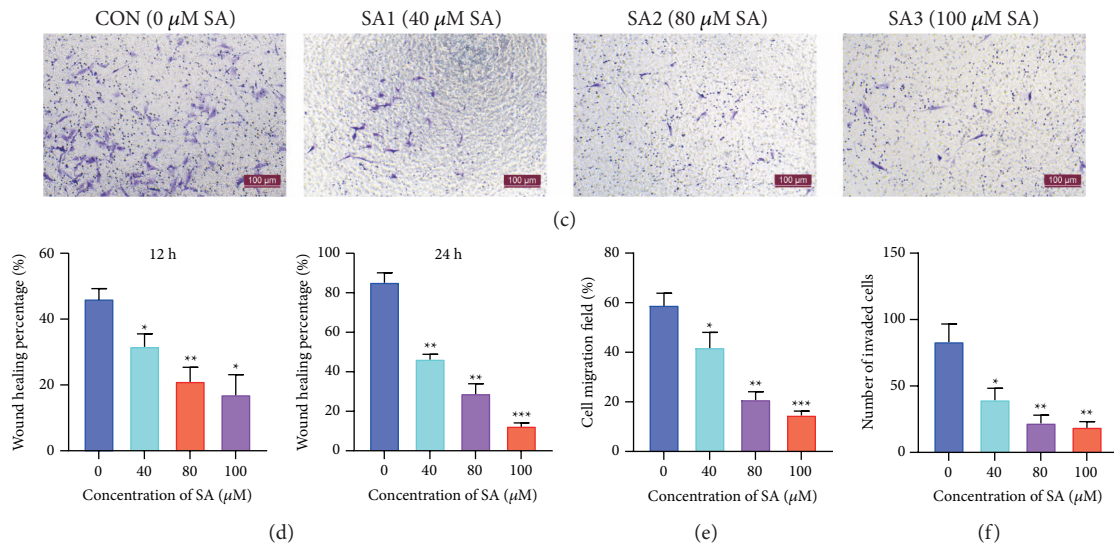 CON (0 μM SA)
SA1 (40 μM SA)
SA2 (80 μM SA)
SA3 (100 μM SA)
100 μm
100 μm
100 μm
100 μm
(c)
60
40
20
0
Wound healing percentage (%)
12 h
*
**
*
0 40 80 100
Concentration of SA (μM)
100
80
60
40
20
0
Wound healing percentage (%)
24 h
**
**
***
0 40 80 100
Concentration of SA (μM)
(d)
80
60
40
20
0
Cell migration field (%)
*
**
***
0 40 80 100
Concentration of SA (μM)
(e)
150
100
50
0
Number of invaded cells
*
**
**
0 40 80 100
Concentration of SA (μM)
(f)